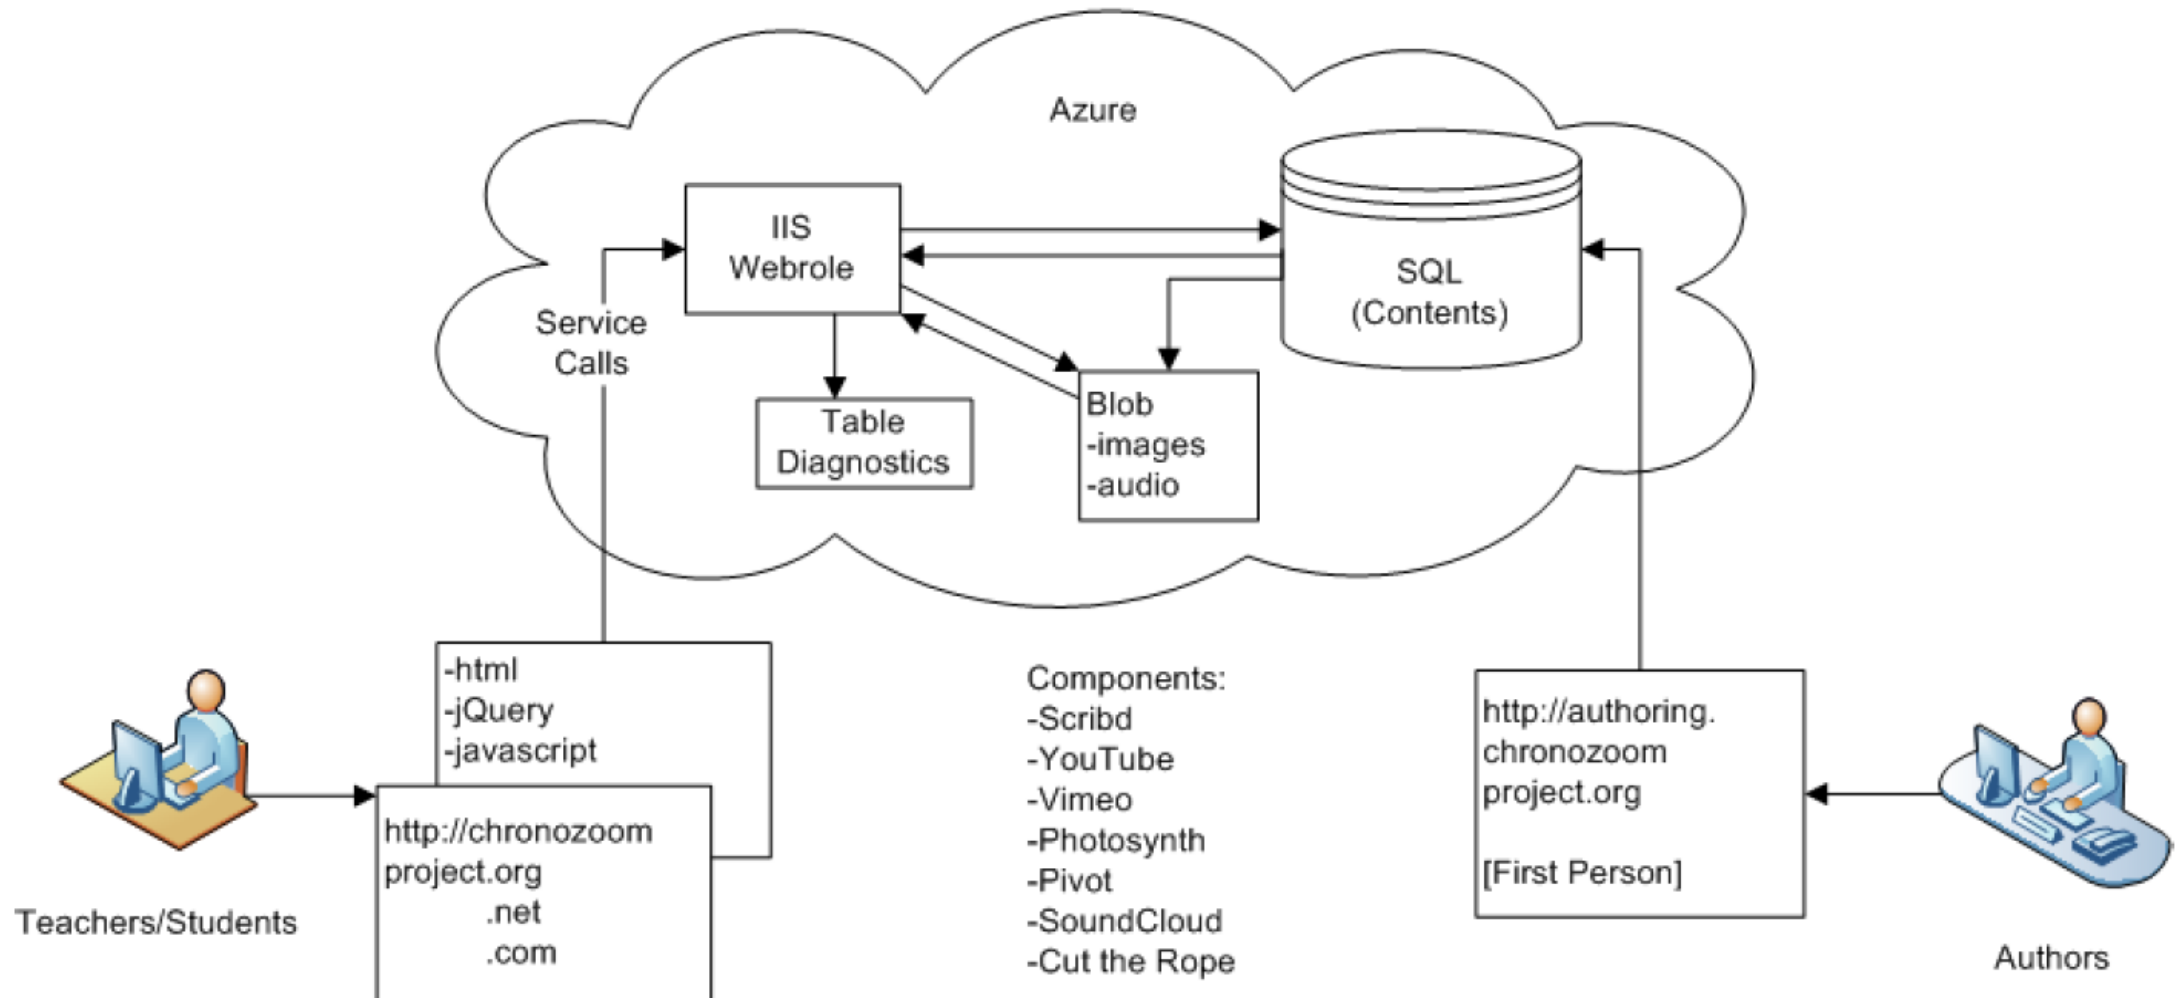 Azure
IIS
Webrole
SQL
(Contents)
Service
Calls
Table
Diagnostics
Blob
-images
-audio
-html
-jQuery
-javascript
http://chronozoom
project.org
.net
.com
Teachers/Students
Components:
-Scribd
-YouTube
-Vimeo
-Photosynth
-Pivot
-SoundCloud
-Cut the Rope
http://authoring.
chronozoom
project.org
[First Person]
Authors